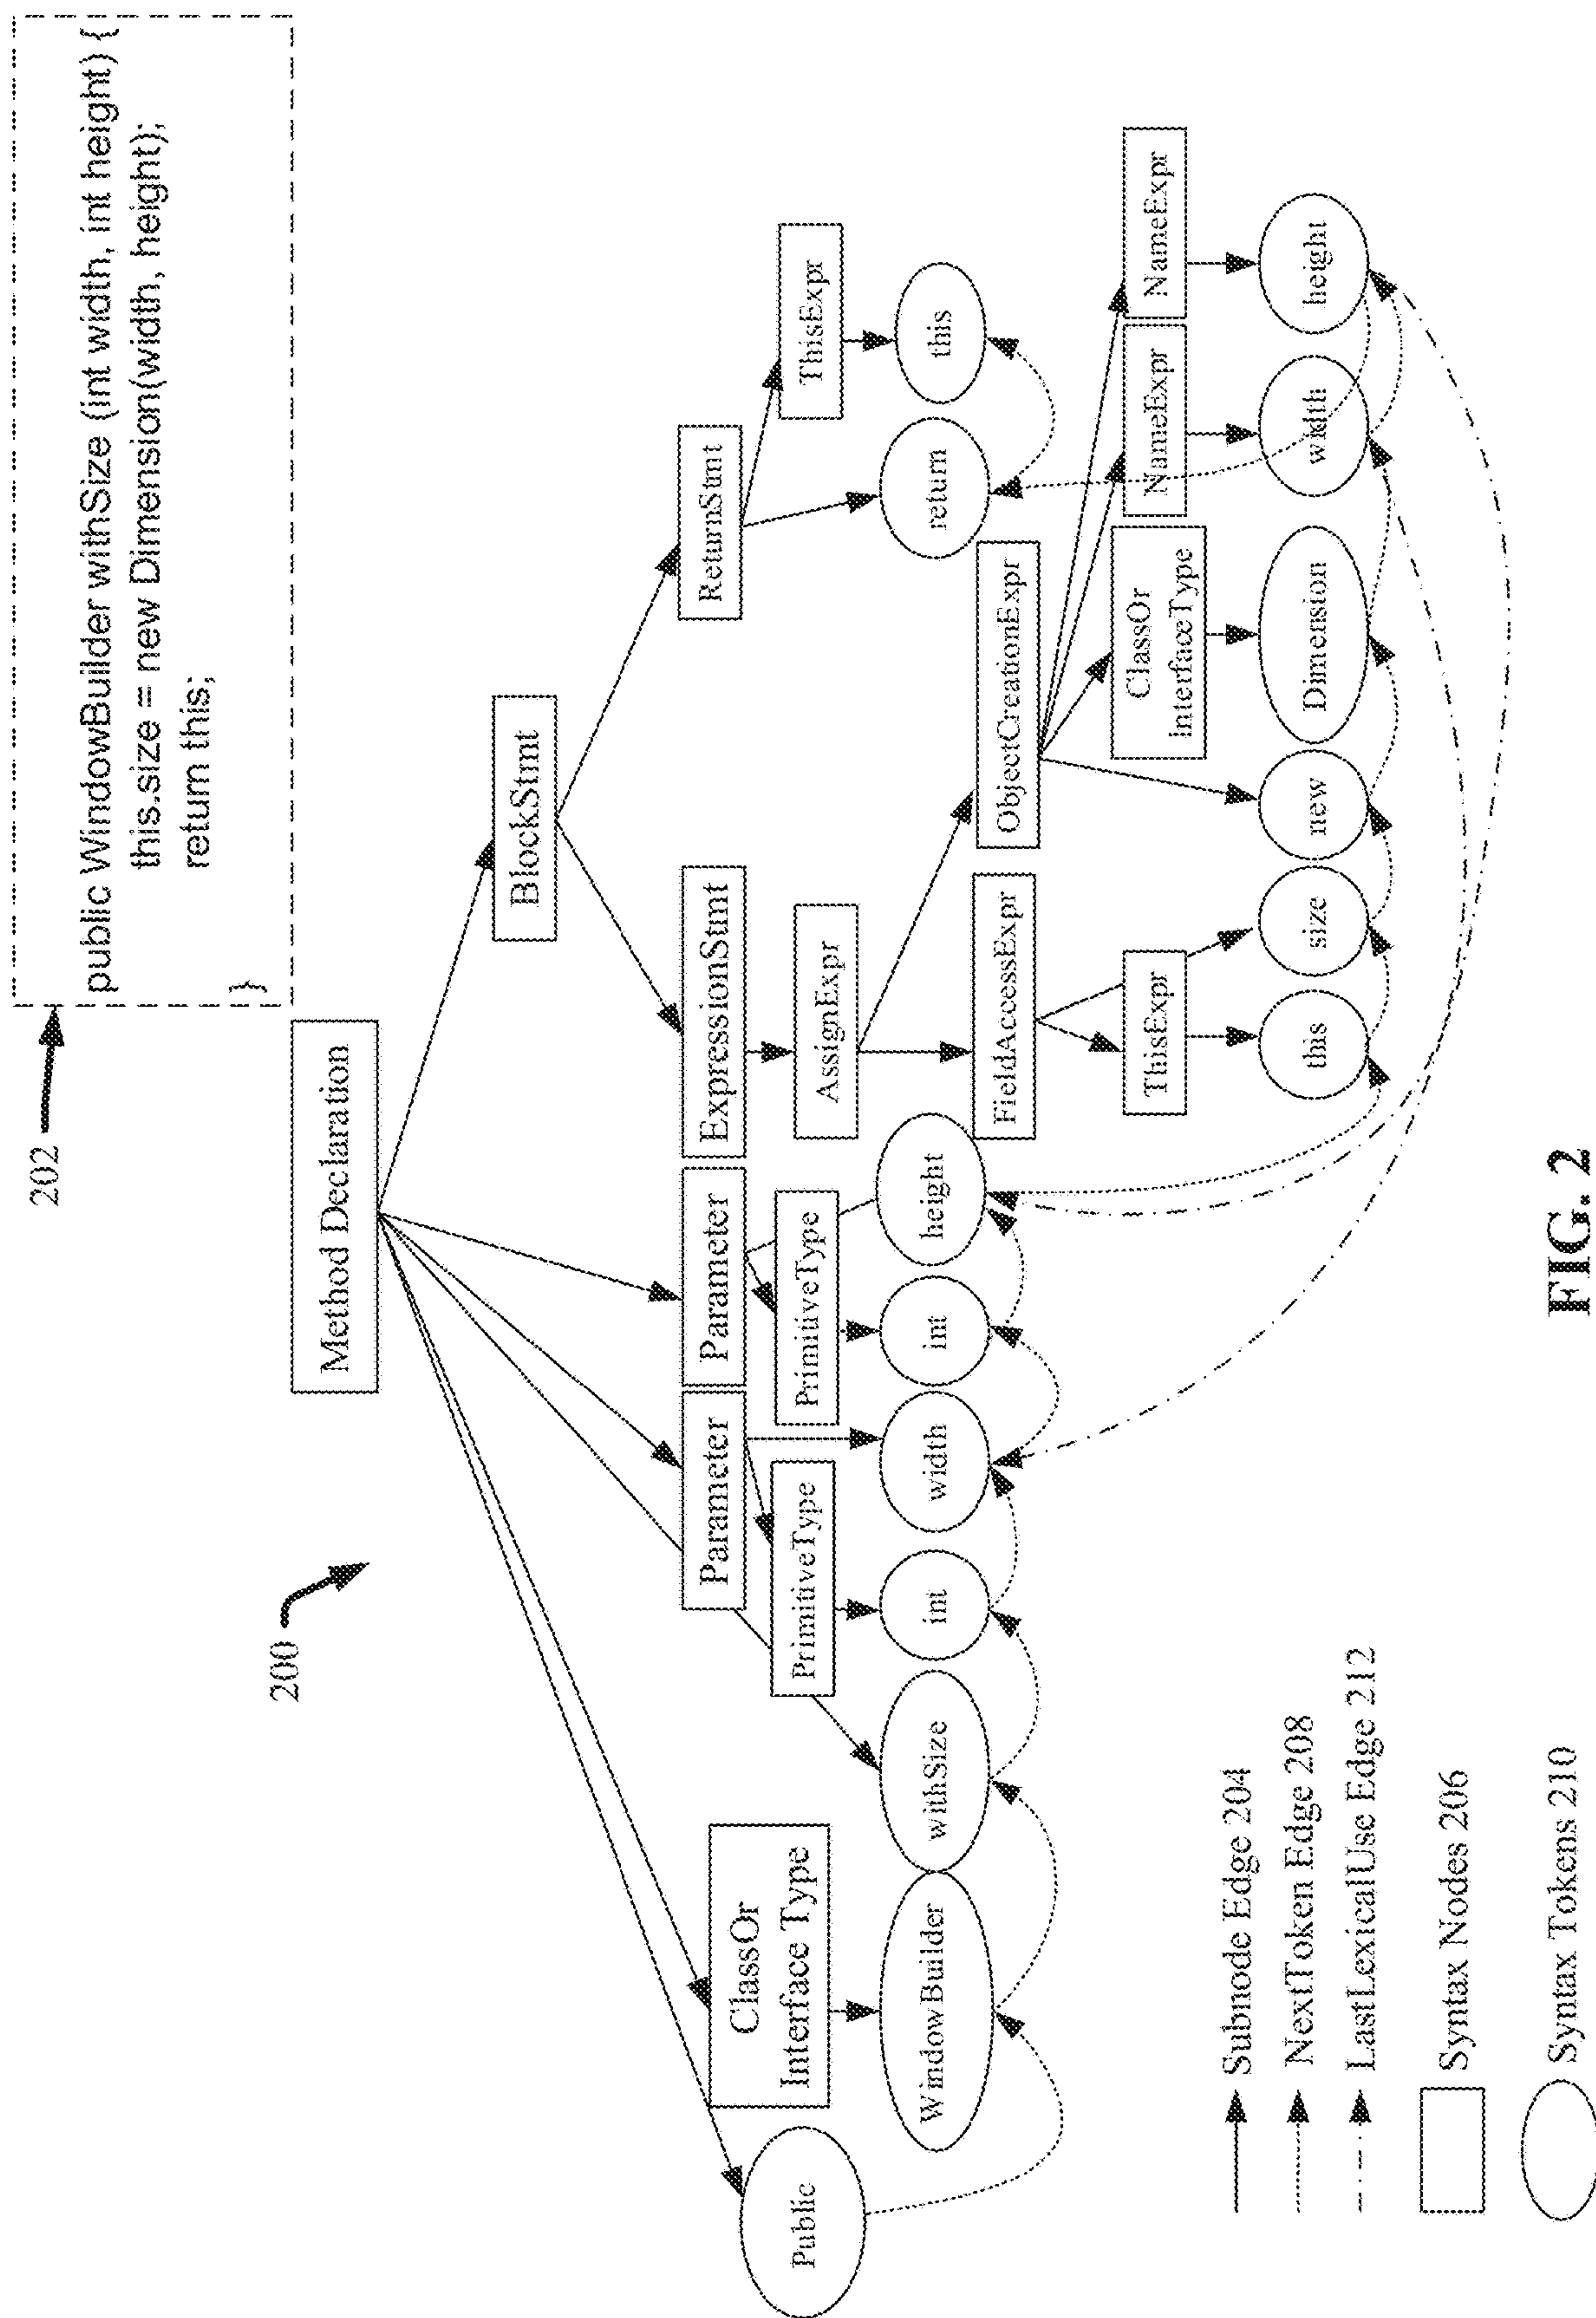 202
public WindowBuilder withSize (int width, int height) {
this.size = new Dimension(width, height);
return this;
}
200
Method Declaration
BlockStmt
ClassOr
Interface Type
Parameter
Parameter
ExpressionStmt
ReturnStmt
Public
PrimitiveType
PrimitiveType
AssignExpr
ThisExpr
WindowBuilder
withSize
int
width
int
height
return
this
FieldAccessExpr
ObjectCreationExpr
ThisExpr
ClassOr
InterfaceType
NameExpr
NameExpr
this
size
new
Dimension
width
height
Subnode Edge 204
NextToken Edge 208
LastLexicalUse Edge 212
Syntax Nodes 206
Syntax Tokens 210
FIG. 2